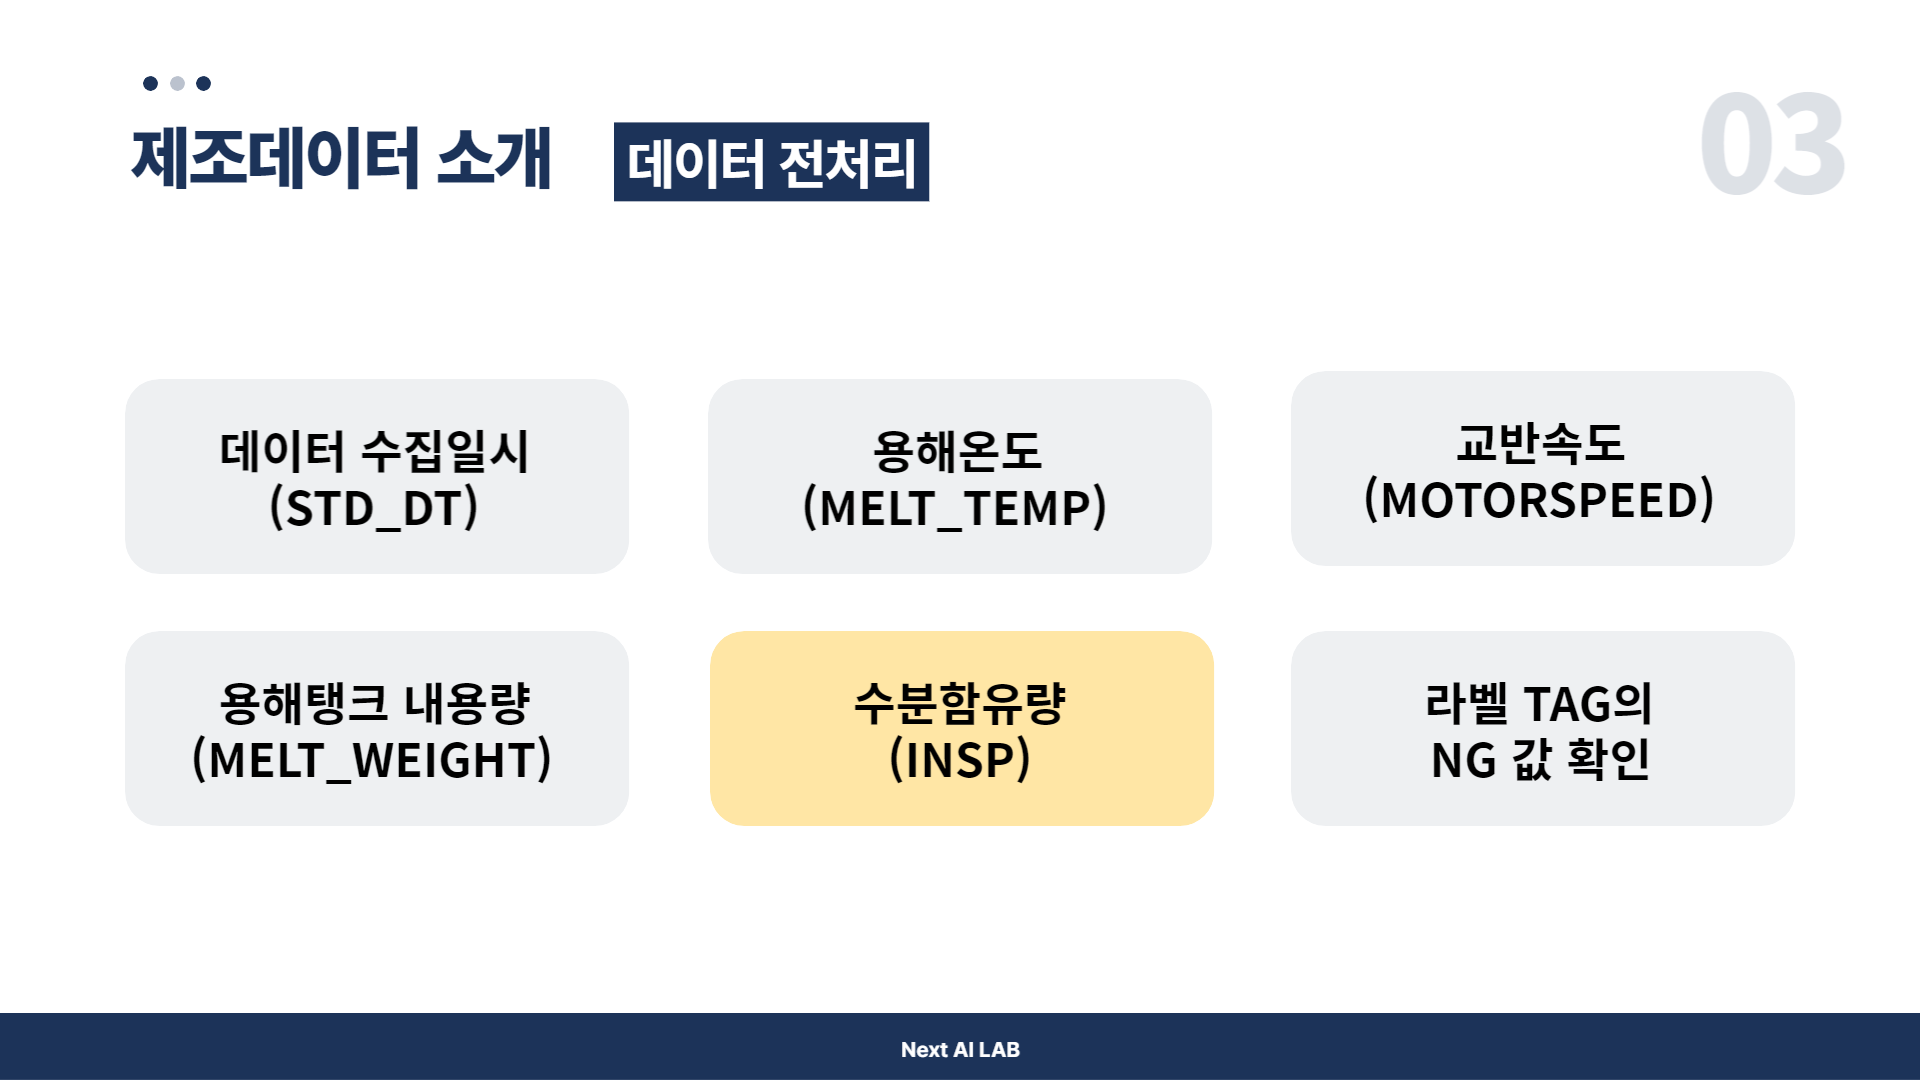 제조데이터 소개
데이터 전처리
03
데이터 수집일시
(STD_DT)
용해온도
(MELT_TEMP)
교반속도
(MOTORSPEED)
용해탱크 내용량
(MELT_WEIGHT)
수분함유량
(INSP)
라벨 TAG의
NG 값 확인
Next AI LAB